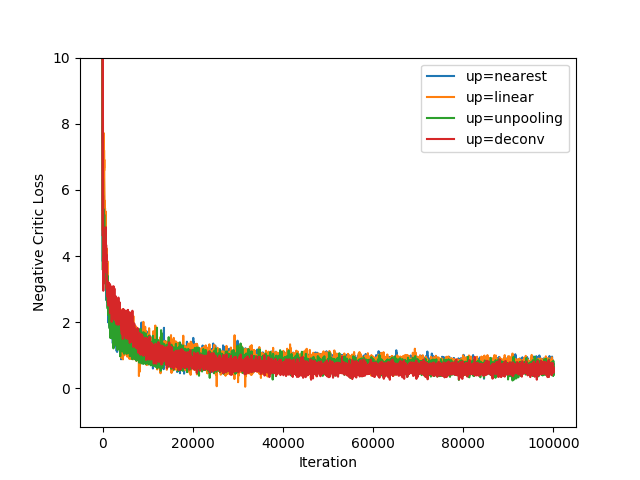 10
8
6
4
2
0
Negative Critic Loss
up=nearest
up=linear
up=unpooling
up=deconv
0 20000 40000 60000 80000 100000
Iteration